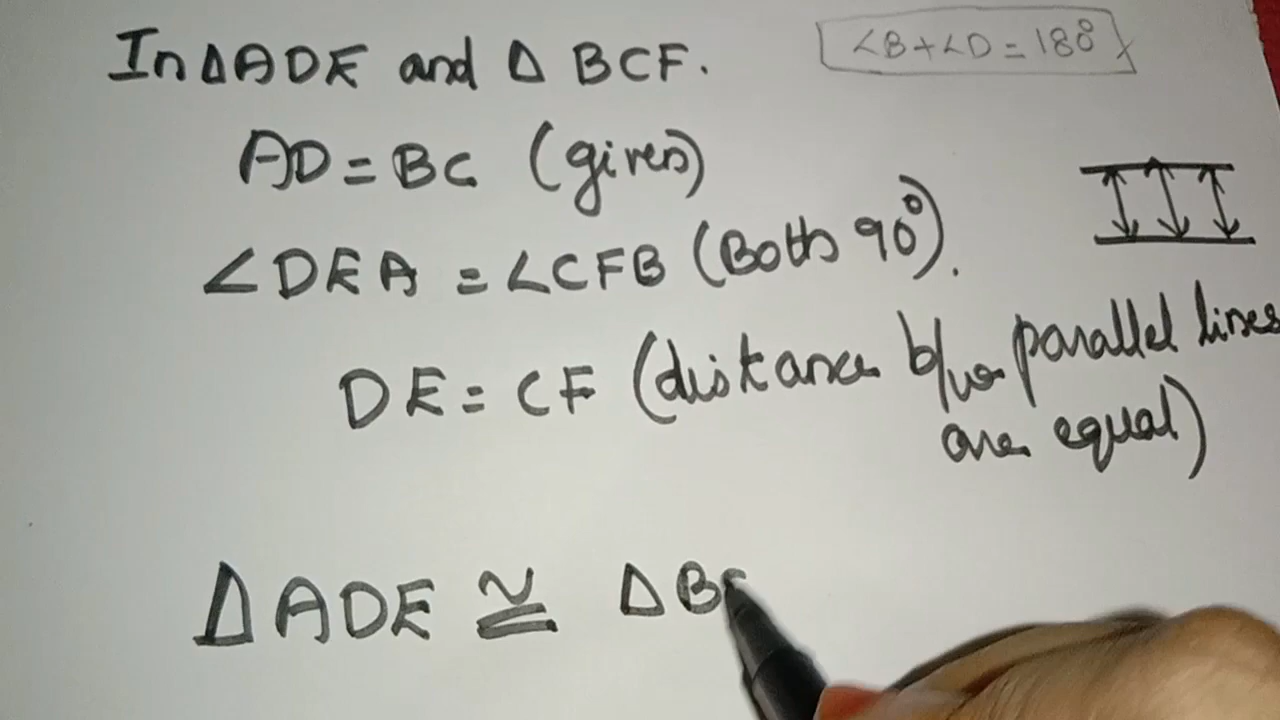 In ΔADE and Δ BCF.
∠B+∠D=180°
AD=BC (given)
∠DEA = ∠CFB (Both 90°).
DE = CF (distance b/w parallel lines
are equal)
ΔADE ≅ ΔBC